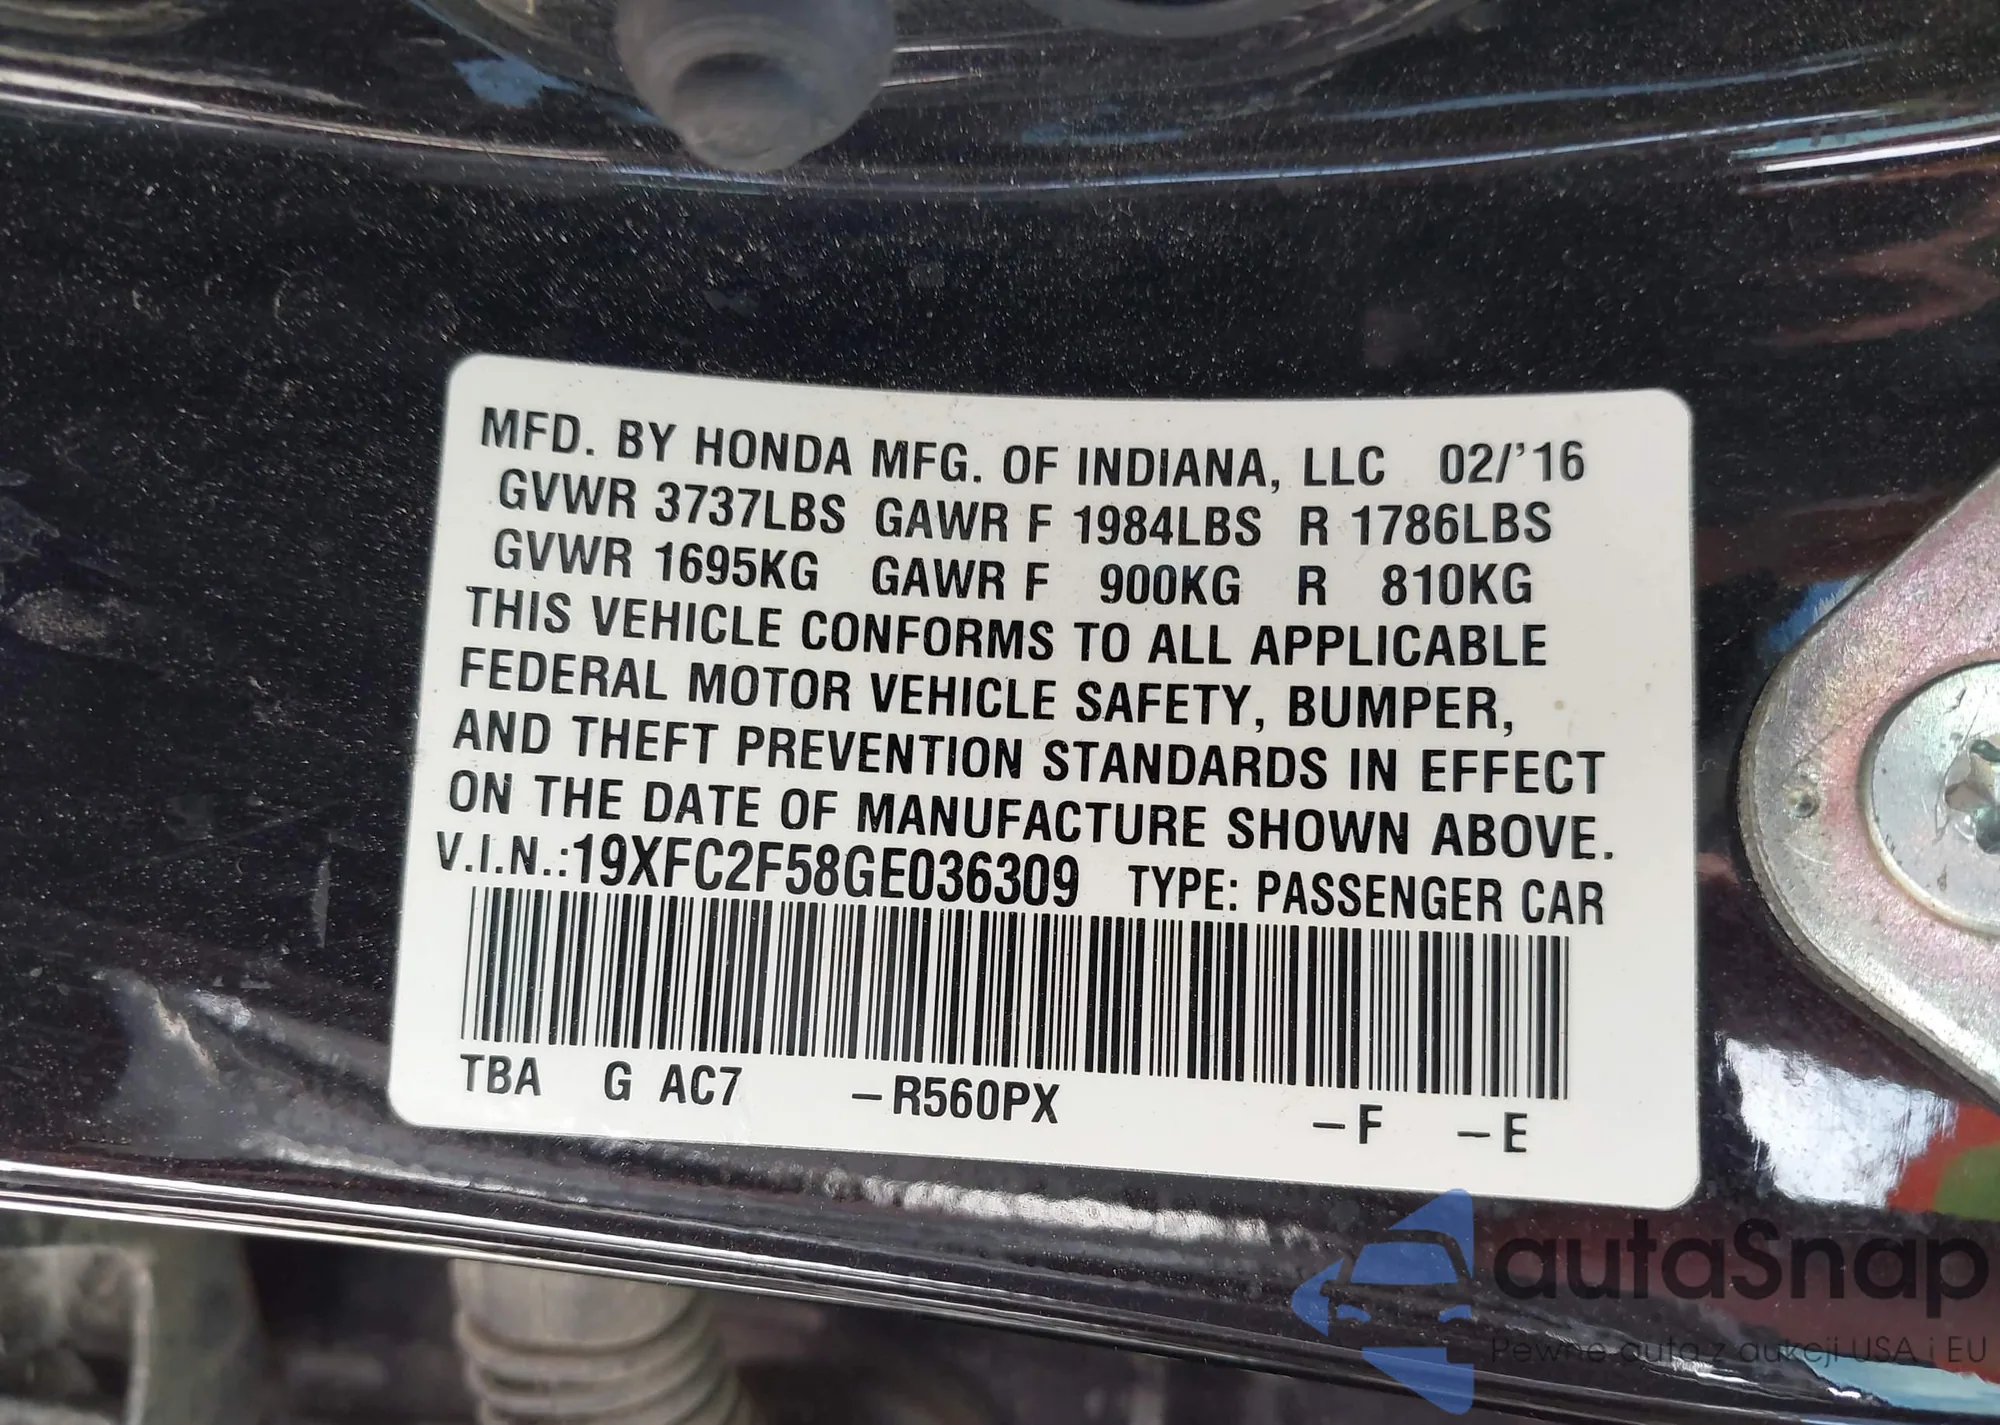 MFD. BY HONDA MFG. OF INDIANA, LLC 02/'16
GVWR 3737LBS GAWR F 1984LBS R 1786LBS
GVWR 1695KG GAWR F 900KG R 810KG
THIS VEHICLE CONFORMS TO ALL APPLICABLE
FEDERAL MOTOR VEHICLE SAFETY, BUMPER,
AND THEFT PREVENTION STANDARDS IN EFFECT
ON THE DATE OF MANUFACTURE SHOWN ABOVE.
V.I.N.:19XFC2F58GE036309 TYPE: PASSENGER CAR
TBA G AC7 –R560PX –F –E
autaSnap
Pewne auta z aukcji USA i EU